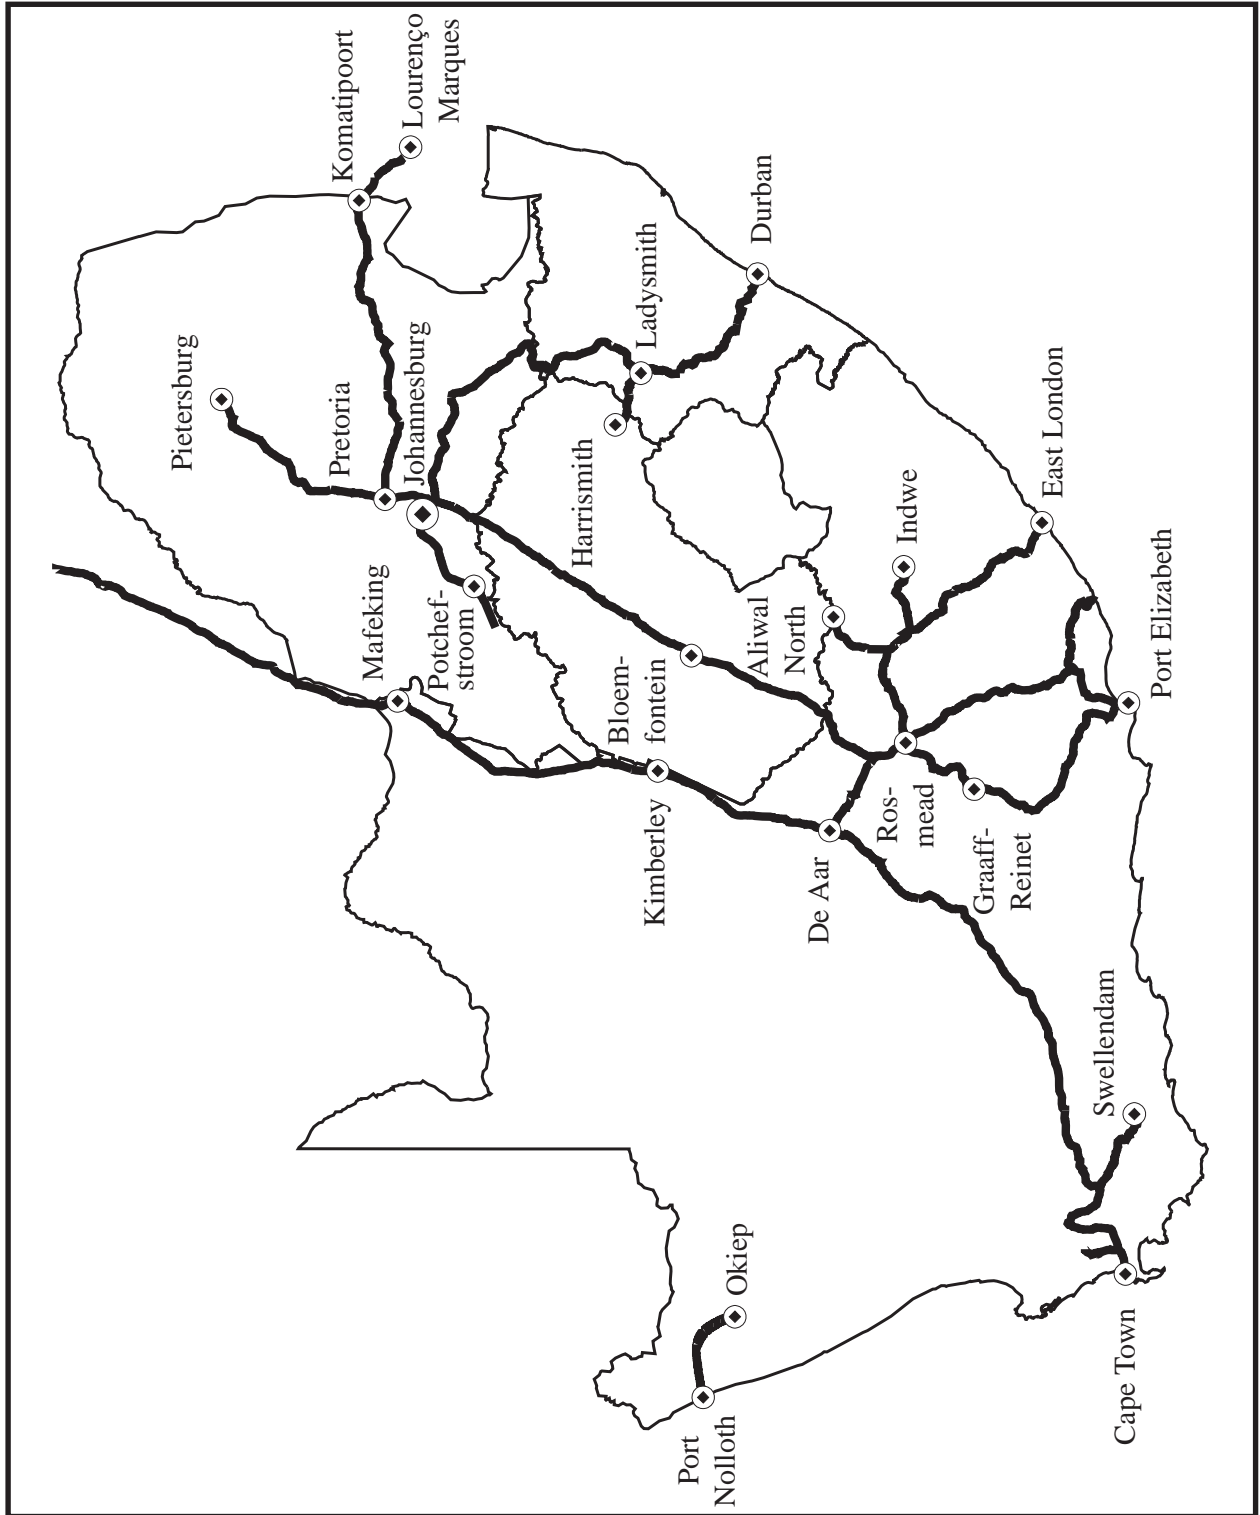 Pietersburg
Komatipoort
Lourenço
Marques
Pretoria
Johannesburg
Mafeking
Potchef-
stroom
Ladysmith
Harrismith
Durban
Kimberley
Bloem-
fontein
Aliwal
North
Indwe
East London
De Aar
Ros-
mead
Graaff-
Reinet
Port Elizabeth
Port
Nolloth
Okiep
Swellendam
Cape Town